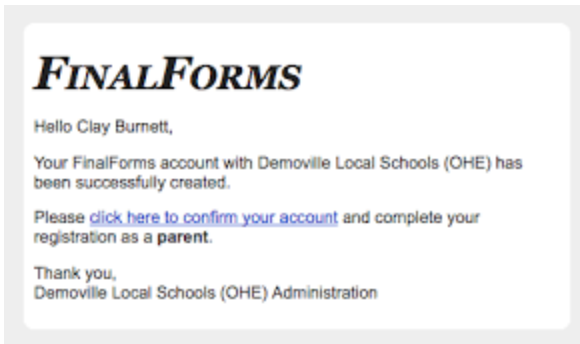 FINALFORMS
Hello Clay Burnett,
Your FinalForms account with Demoville Local Schools (OHE) has
been successfully created.
Please click here to confirm your account and complete your
registration as a parent.
Thank you,
Demoville Local Schools (OHE) Administration